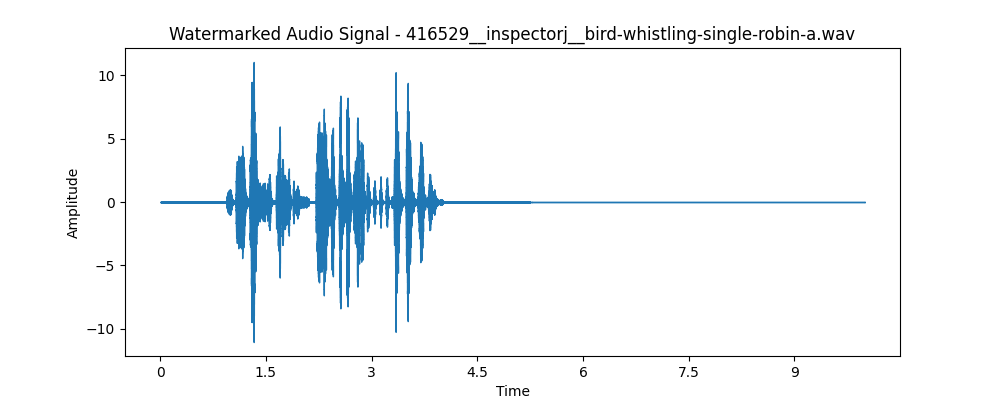 Watermarked Audio Signal - 416529__inspectorj__bird-whistling-single-robin-a.wav
10
5
0
−5
−10
Amplitude
0 1.5 3 4.5 6 7.5 9
Time